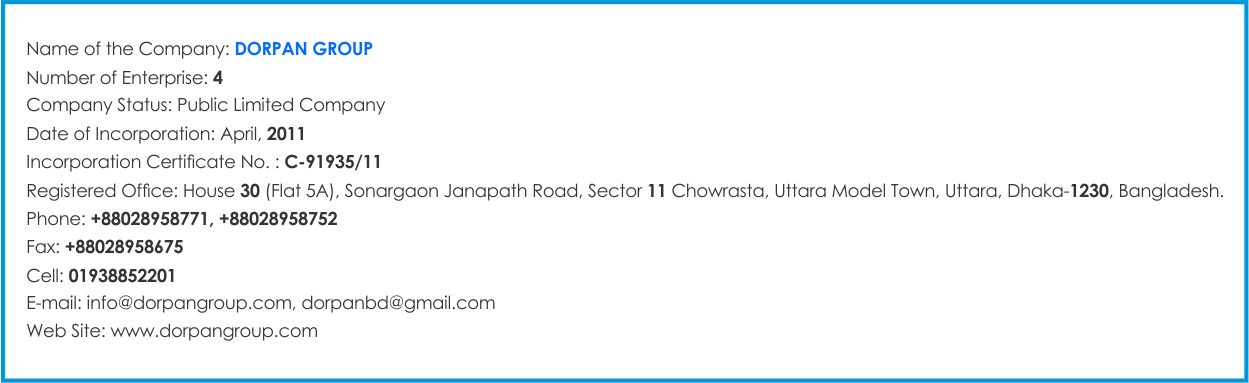 Name of the Company: DORPAN GROUP
Number of Enterprise: 4
Company Status: Public Limited Company
Date of Incorporation: April, 2011
Incorporation Certificate No. : C-91935/11
Registered Office: House 30 (Flat 5A), Sonargaon Janapath Road, Sector 11 Chowrasta, Uttara Model Town, Uttara, Dhaka-1230, Bangladesh.
Phone: +88028958771, +88028958752
Fax: +88028958675
Cell: 01938852201
E-mail: info@dorpangroup.com, dorpanbd@gmail.com
Web Site: www.dorpangroup.com